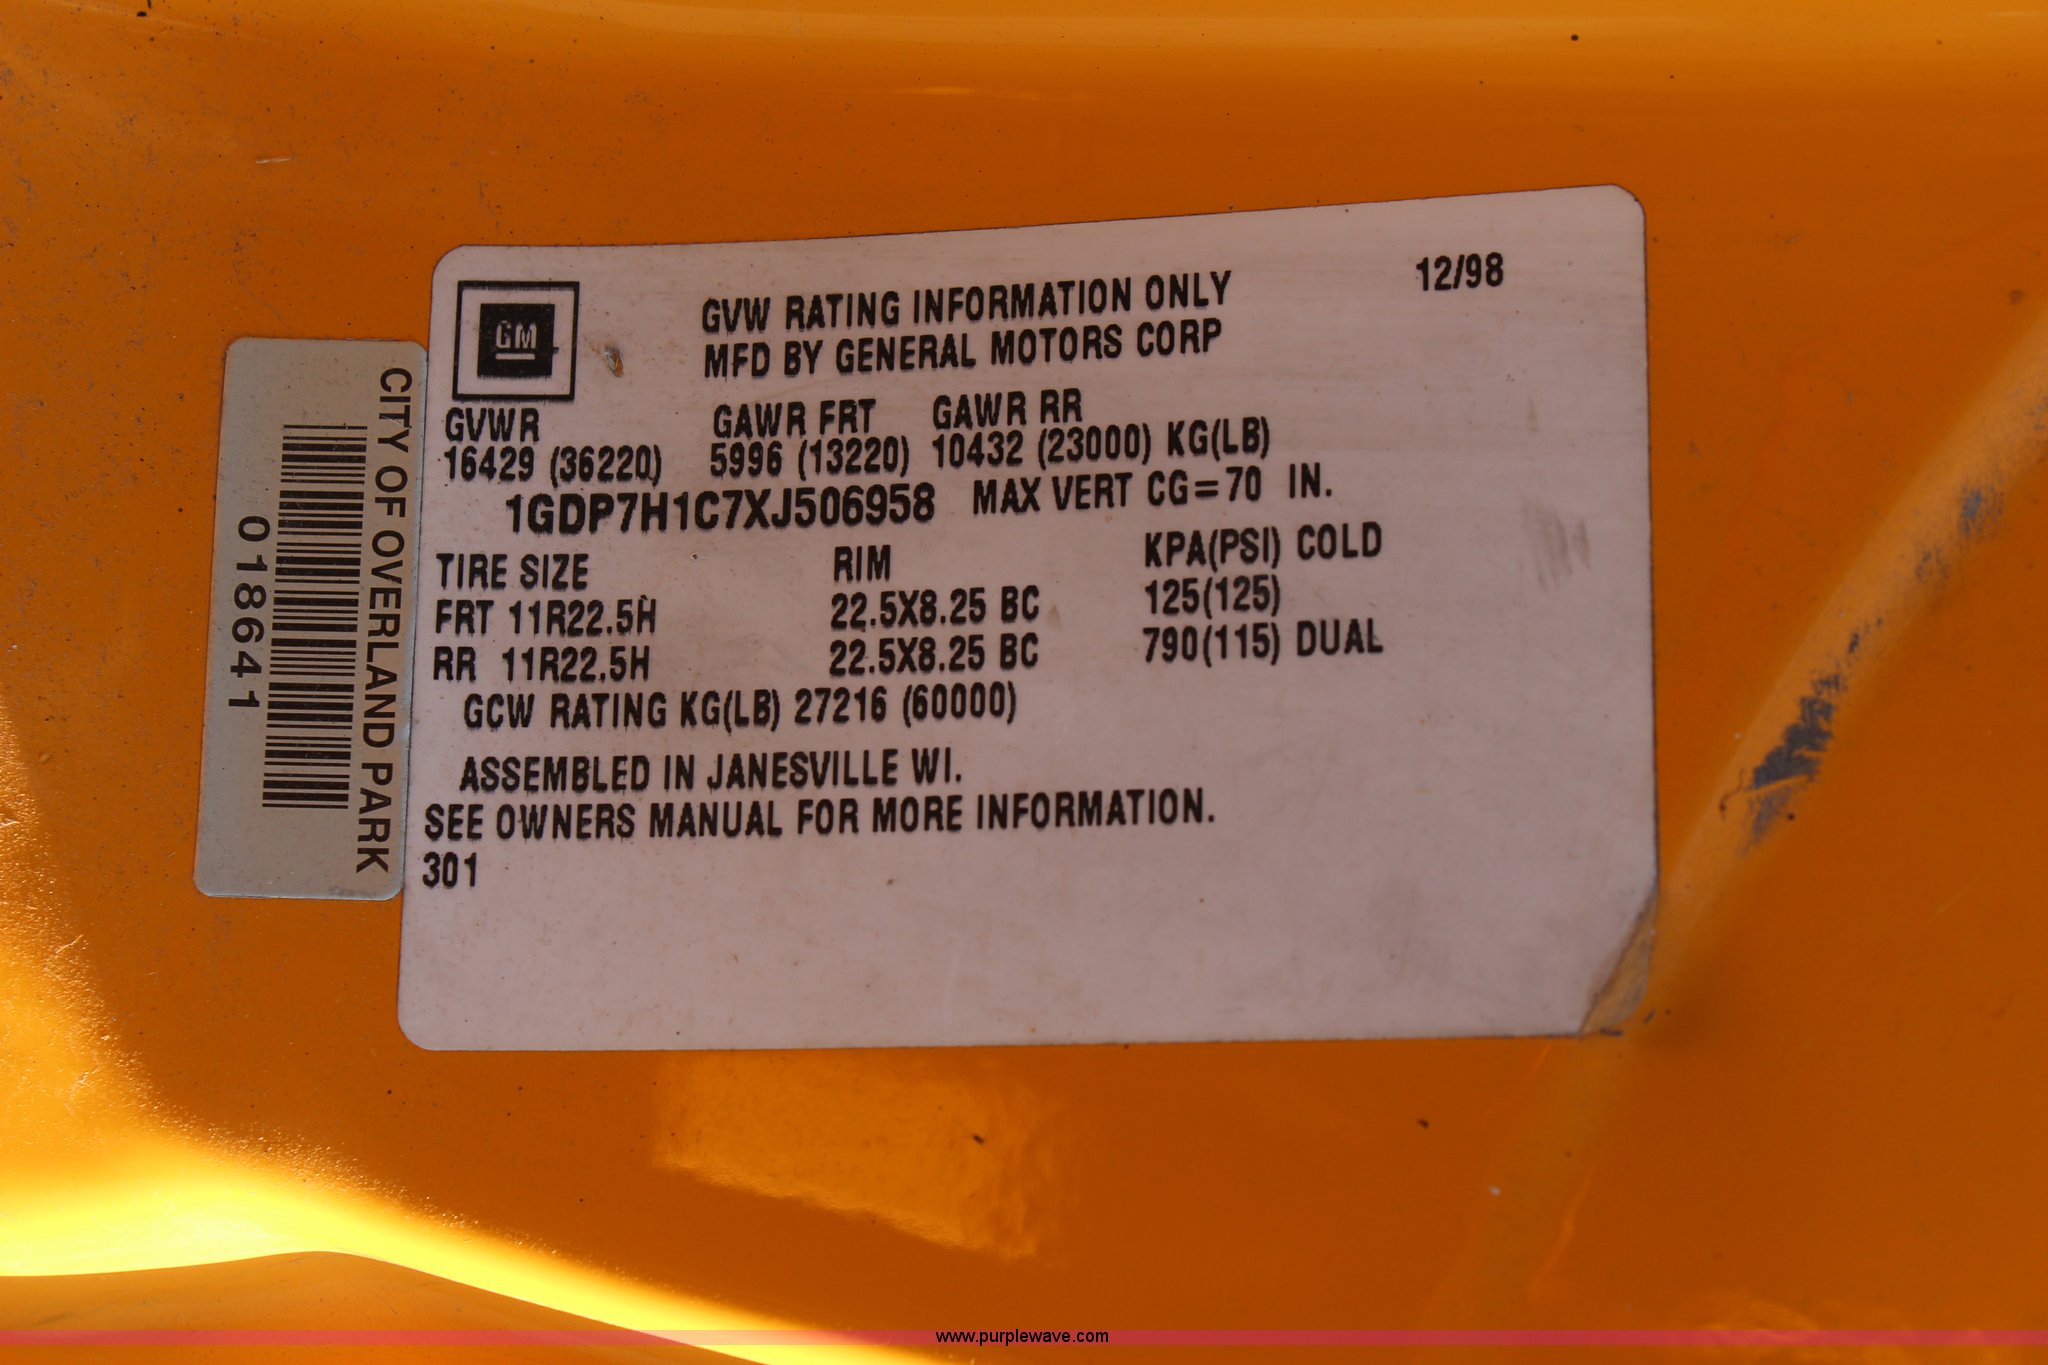 12/98
GM
GVW RATING INFORMATION ONLY
MFD BY GENERAL MOTORS CORP
GVWR GAWR FRT GAWR RR
16429 (36220) 5996 (13220) 10432 (23000) KG(LB)
1GDP7H1C7XJ506958 MAX VERT CG=70 IN.
TIRE SIZE RIM KPA(PSI) COLD
FRT 11R22.5H 22.5X8.25 BC 125(125)
RR 11R22.5H 22.5X8.25 BC 790(115) DUAL
GCW RATING KG(LB) 27216 (60000)
ASSEMBLED IN JANESVILLE WI.
SEE OWNERS MANUAL FOR MORE INFORMATION.
301
CITY OF OVERLAND PARK
018641
www.purplewave.com